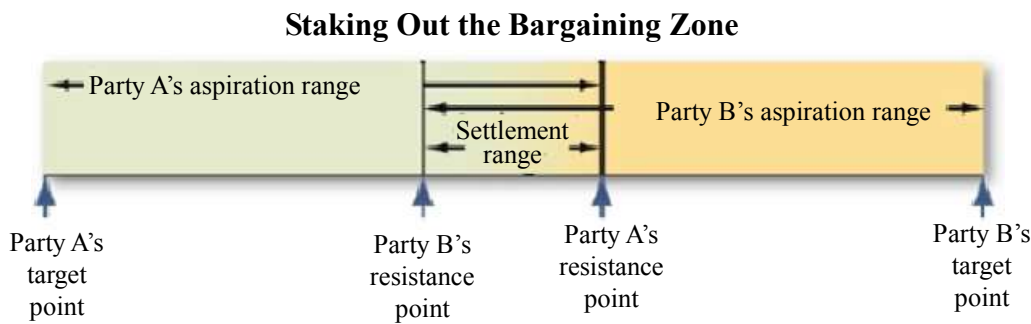 Staking Out the Bargaining Zone
Party A’s aspiration range
Party B’s aspiration range
Settlement
range
Party A’s
target
point
Party B’s
resistance
point
Party A’s
resistance
point
Party B’s
target
point